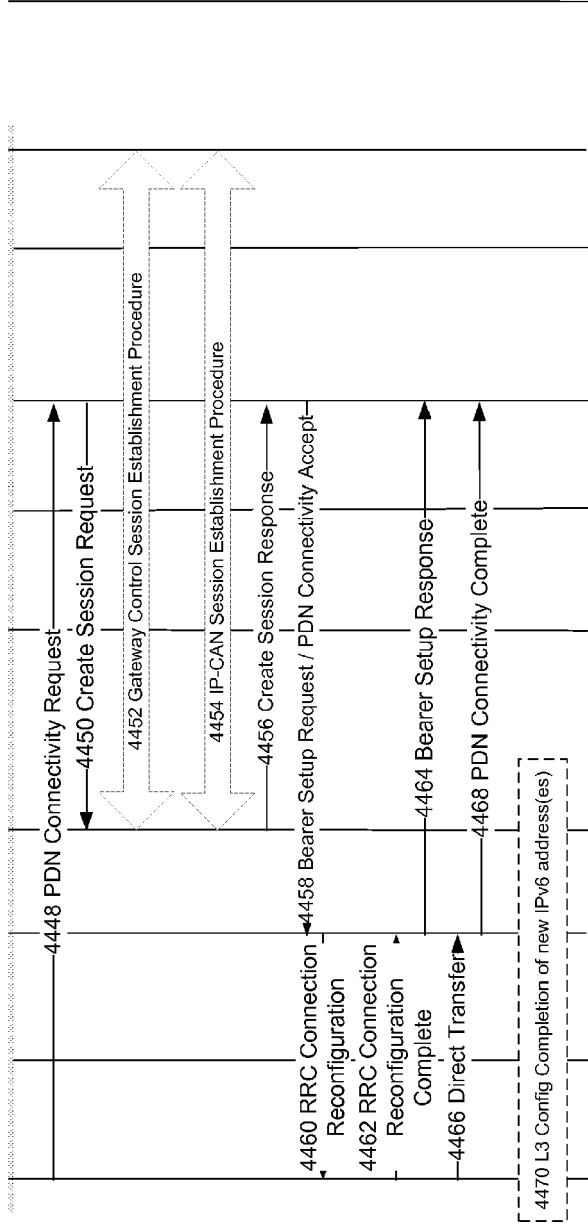 4448 PDN Connectivity Request
4450 Create Session Request
4452 Gateway Control Session Establishment Procedure
4454 IP-CAN Session Establishment Procedure
4456 Create Session Response
4458 Bearer Setup Request / PDN Connectivity Accept
4460 RRC Connection
Reconfiguration
4462 RRC Connection
Reconfiguration
Complete
4464 Bearer Setup Response
4466 Direct Transfer
4468 PDN Connectivity Complete
4470 L3 Config Completion of new IPv6 address(es)